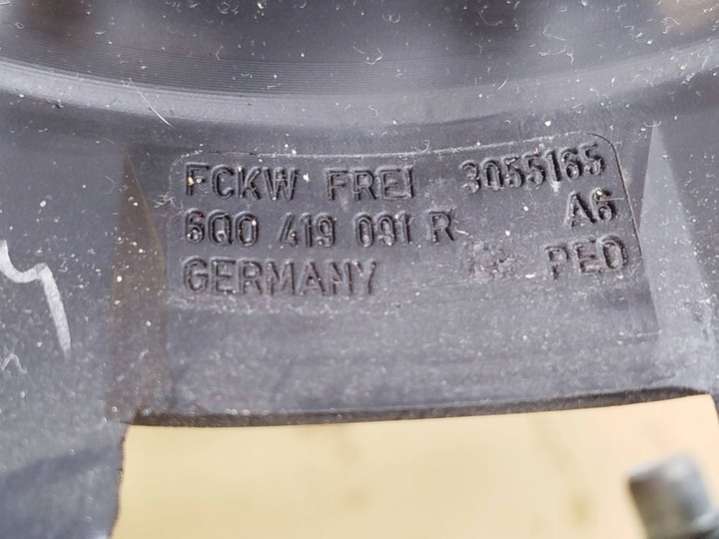 FCKW FREI 3055165
6Q0 419 091 R A6
GERMANY PEO